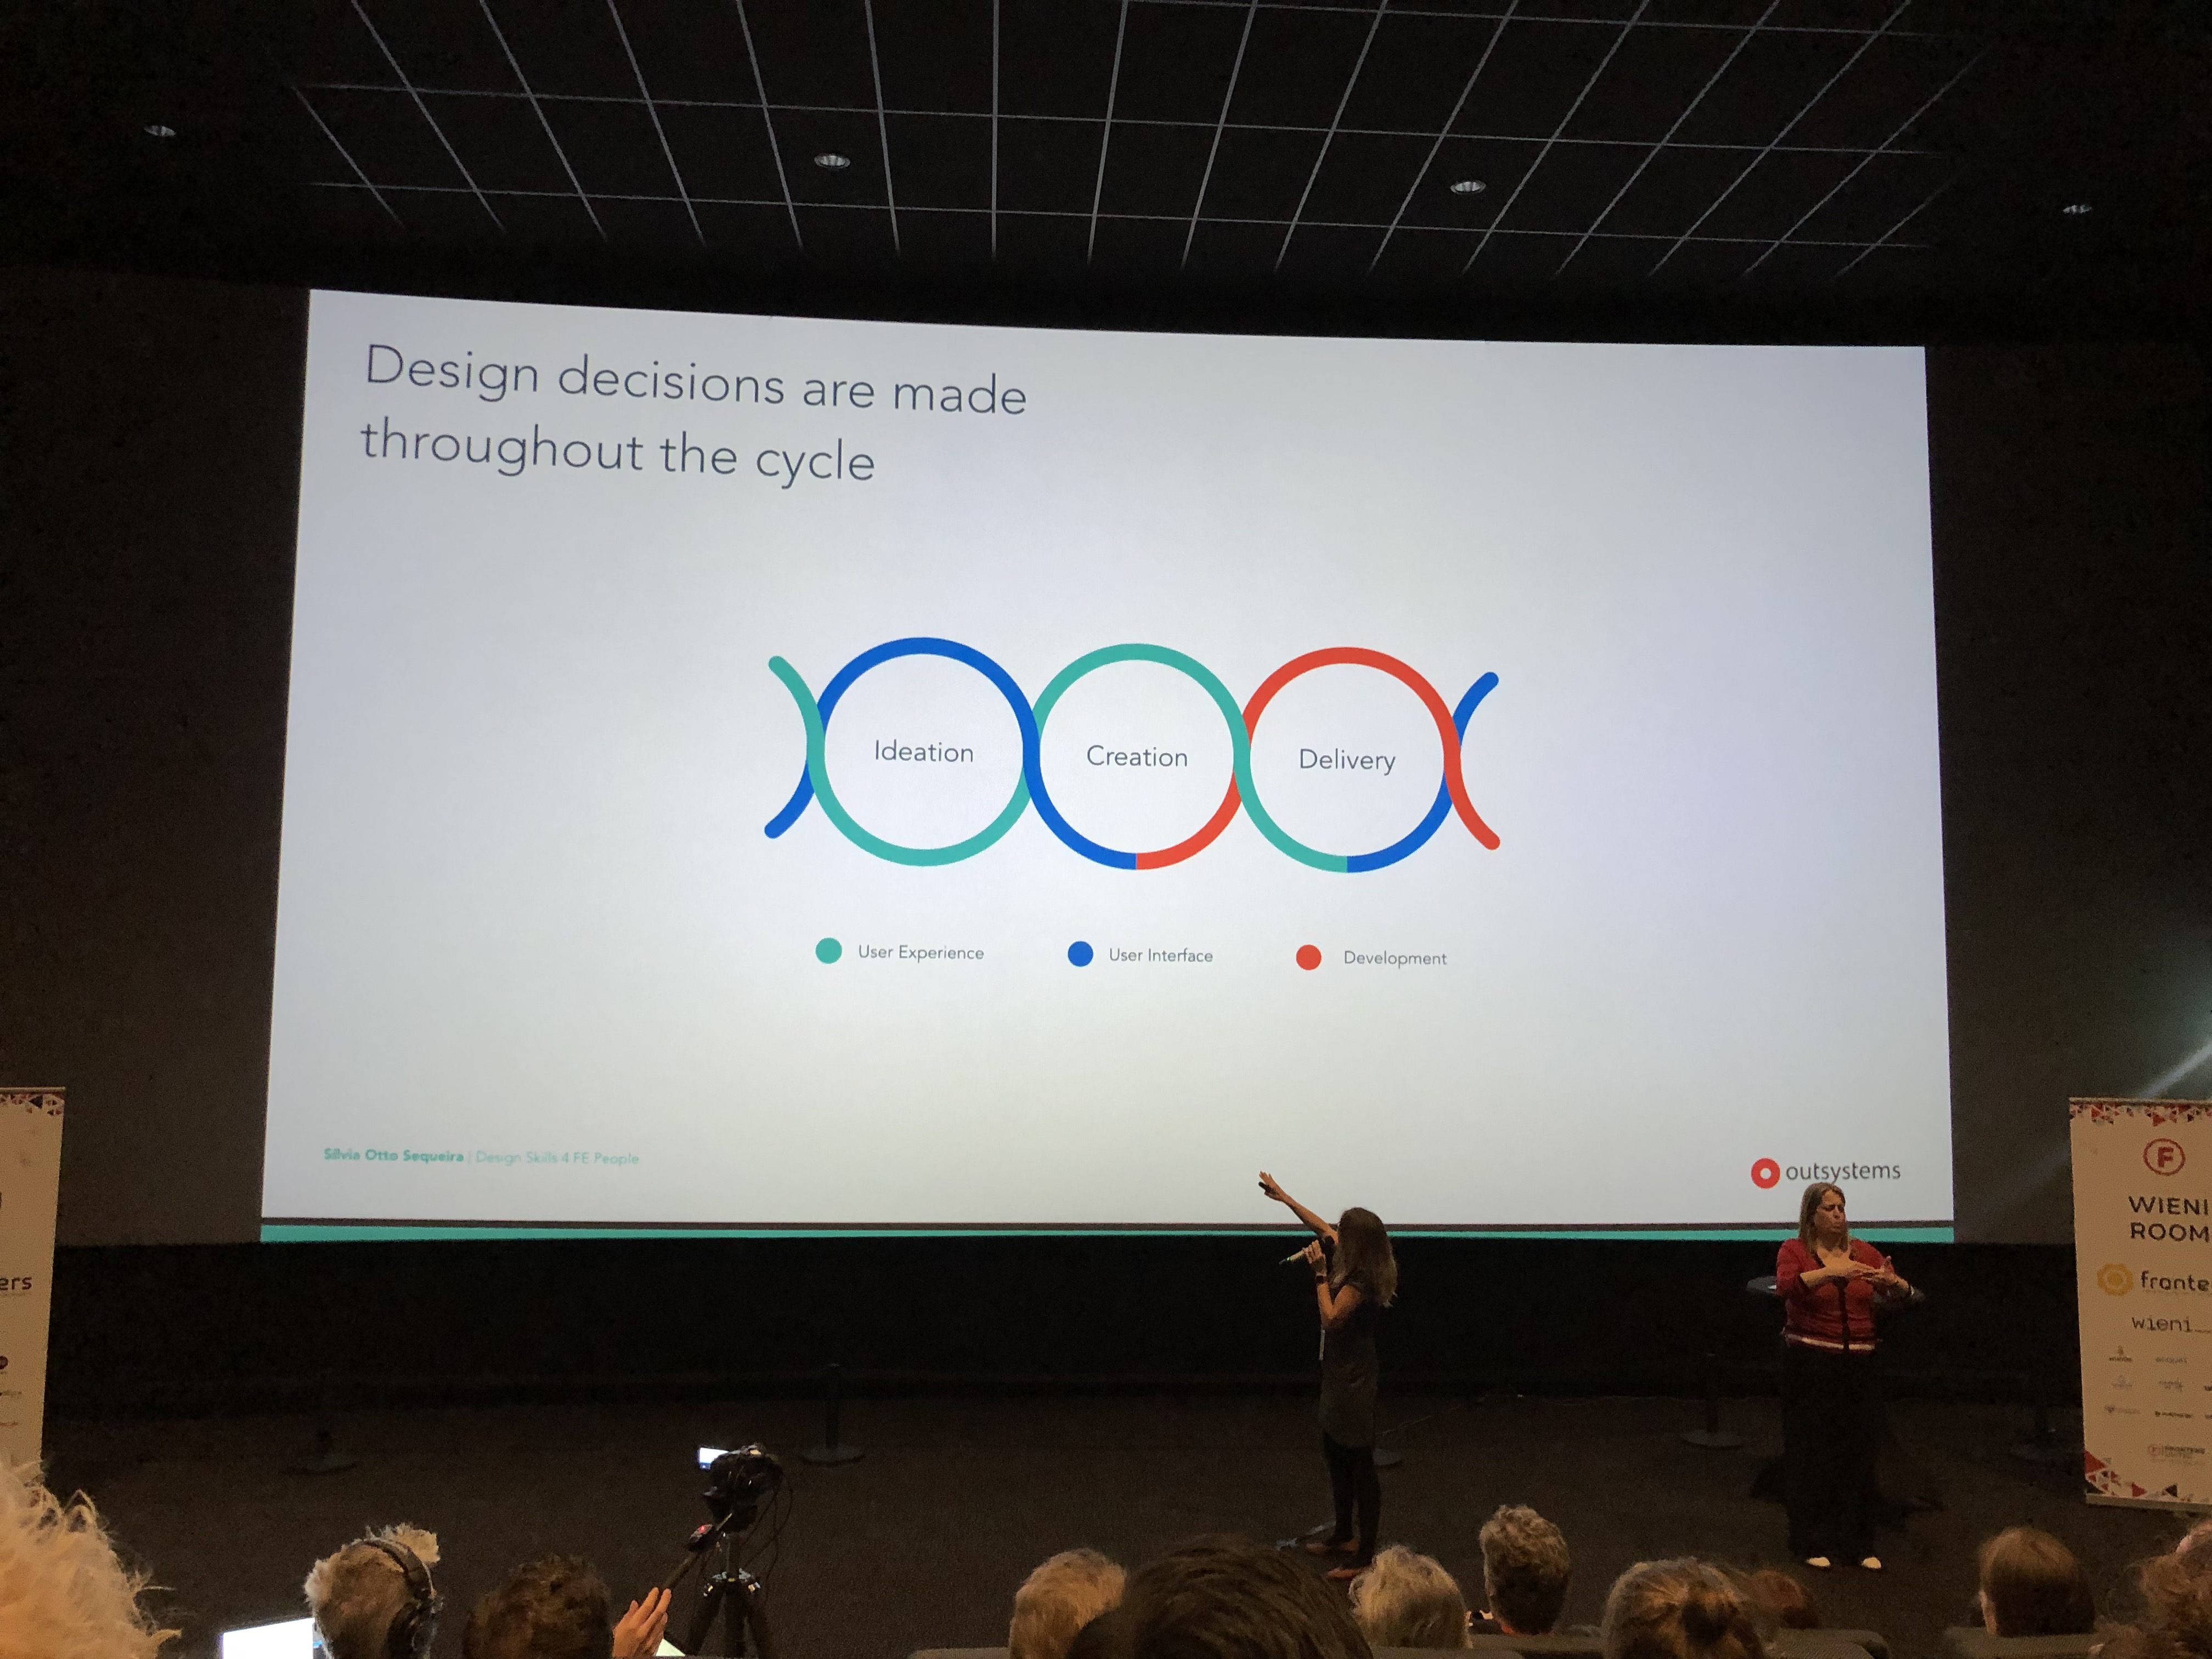 Design decisions are made
throughout the cycle
Ideation
Creation
Delivery
User Experience
User Interface
Development
Sílvia Otto Sequeira | Design Skills 4 FE People
outsystems
ers
F
WIENI
ROOM
fronte
wieni